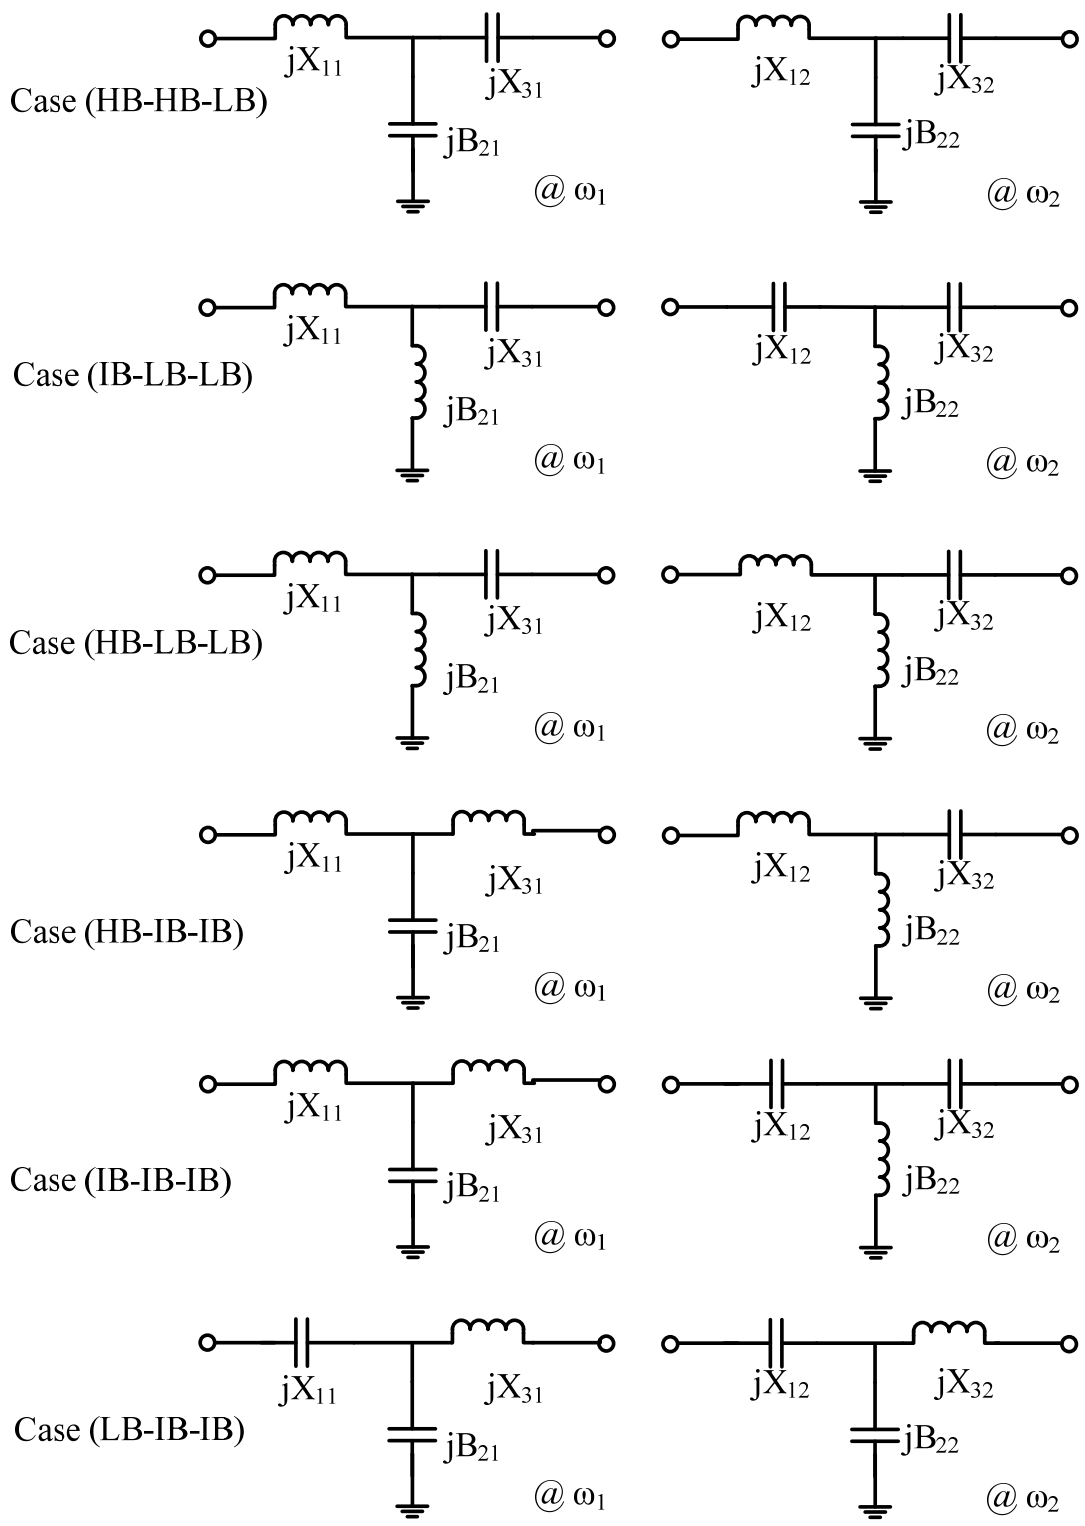 jX11 jX31 jX12 jX32
Case (HB-HB-LB)
jB21 jB22
@ ω1 @ ω2
jX11 jX31 jX12 jX32
Case (IB-LB-LB)
jB21 jB22
@ ω1 @ ω2
jX11 jX31 jX12 jX32
Case (HB-LB-LB)
jB21 jB22
@ ω1 @ ω2
jX11 jX31 jX12 jX32
Case (HB-IB-IB)
jB21 jB22
@ ω1 @ ω2
jX11 jX31 jX12 jX32
Case (IB-IB-IB)
jB21 jB22
@ ω1 @ ω2
jX11 jX31 jX12 jX32
Case (LB-IB-IB)
jB21 jB22
@ ω1 @ ω2